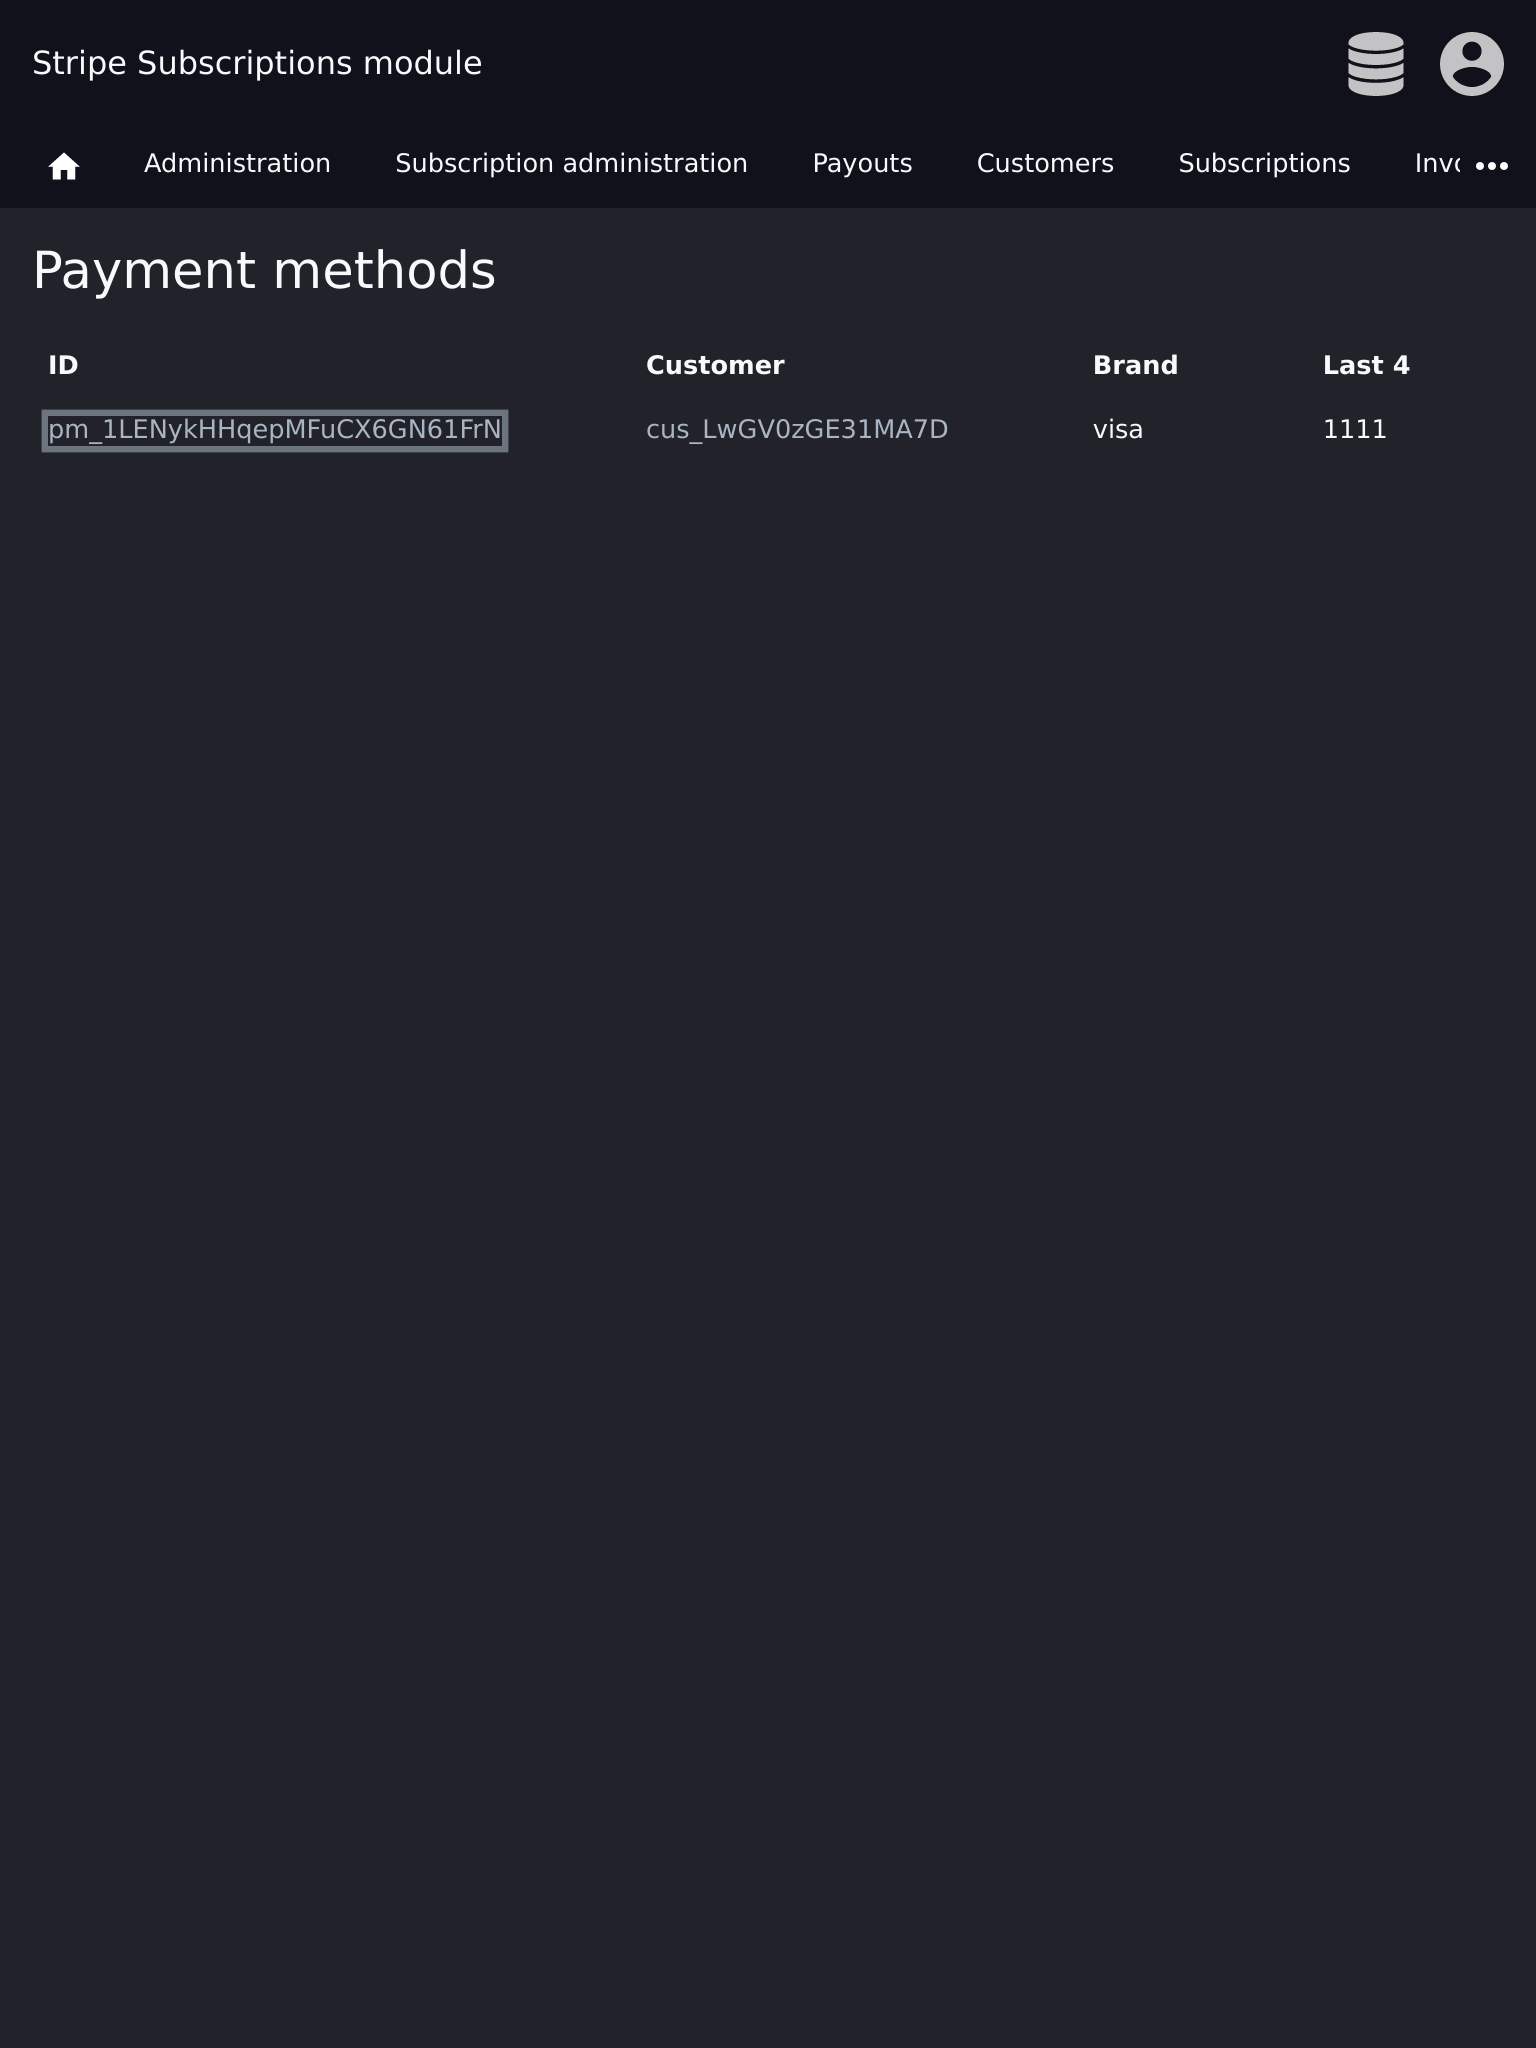 Stripe Subscriptions module
Administration Subscription administration Payouts Customers Subscriptions
Payment methods
ID Customer Brand Last 4
pm_1LENykHHqepMFuCX6GN61FrN cus_LwGV0zGE31MA7D visa 1111